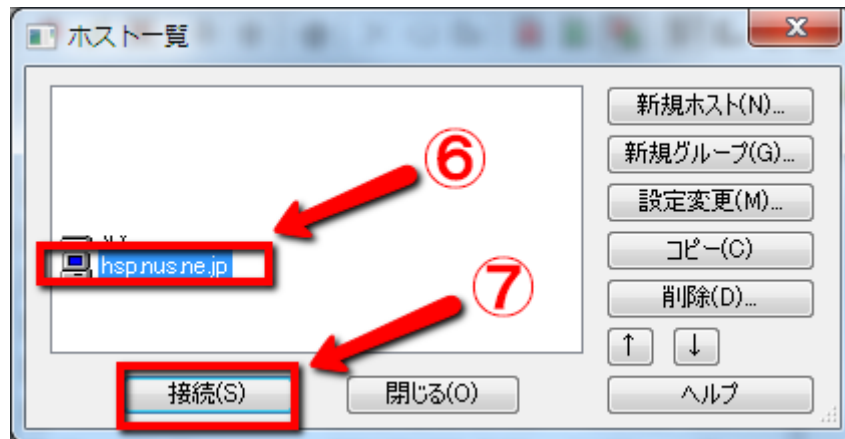 ホスト一覧
新規ホスト(N)...
新規グループ(G)...
⑥
設定変更(M)...
コピー(C)
hsp.nus.ne.jp
⑦
削除(D)...
↑ ↓
接続(S) 閉じる(O) ヘルプ